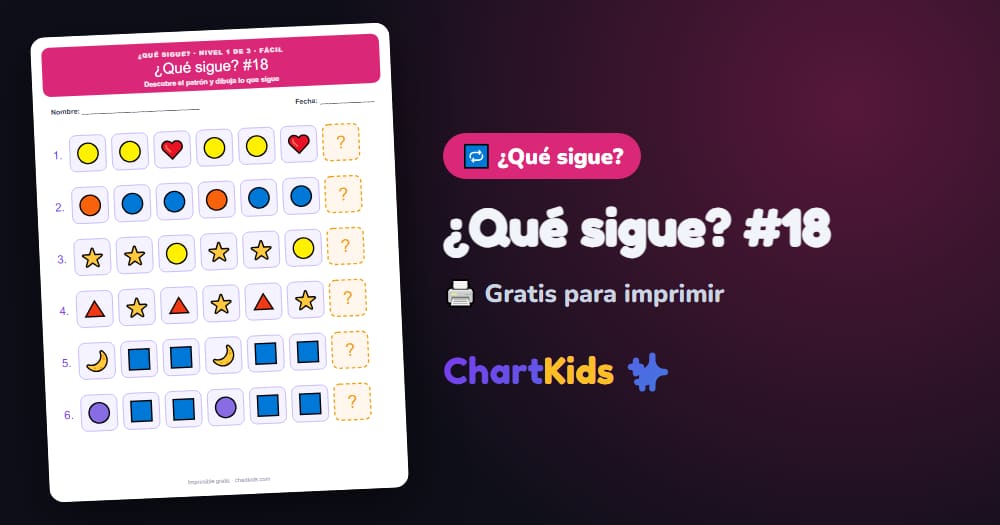 ¿QUÉ SIGUE? · NIVEL 1 DE 3 · FÁCIL
¿Qué sigue? #18
Descubre el patrón y dibuja lo que sigue
Nombre: ____________________ Fecha: __________
1. ?
2. ?
3. ?
4. ?
5. ?
6. ?
Imprimible gratis · chartkids.com
¿Qué sigue?
¿Qué sigue? #18
Gratis para imprimir
ChartKids